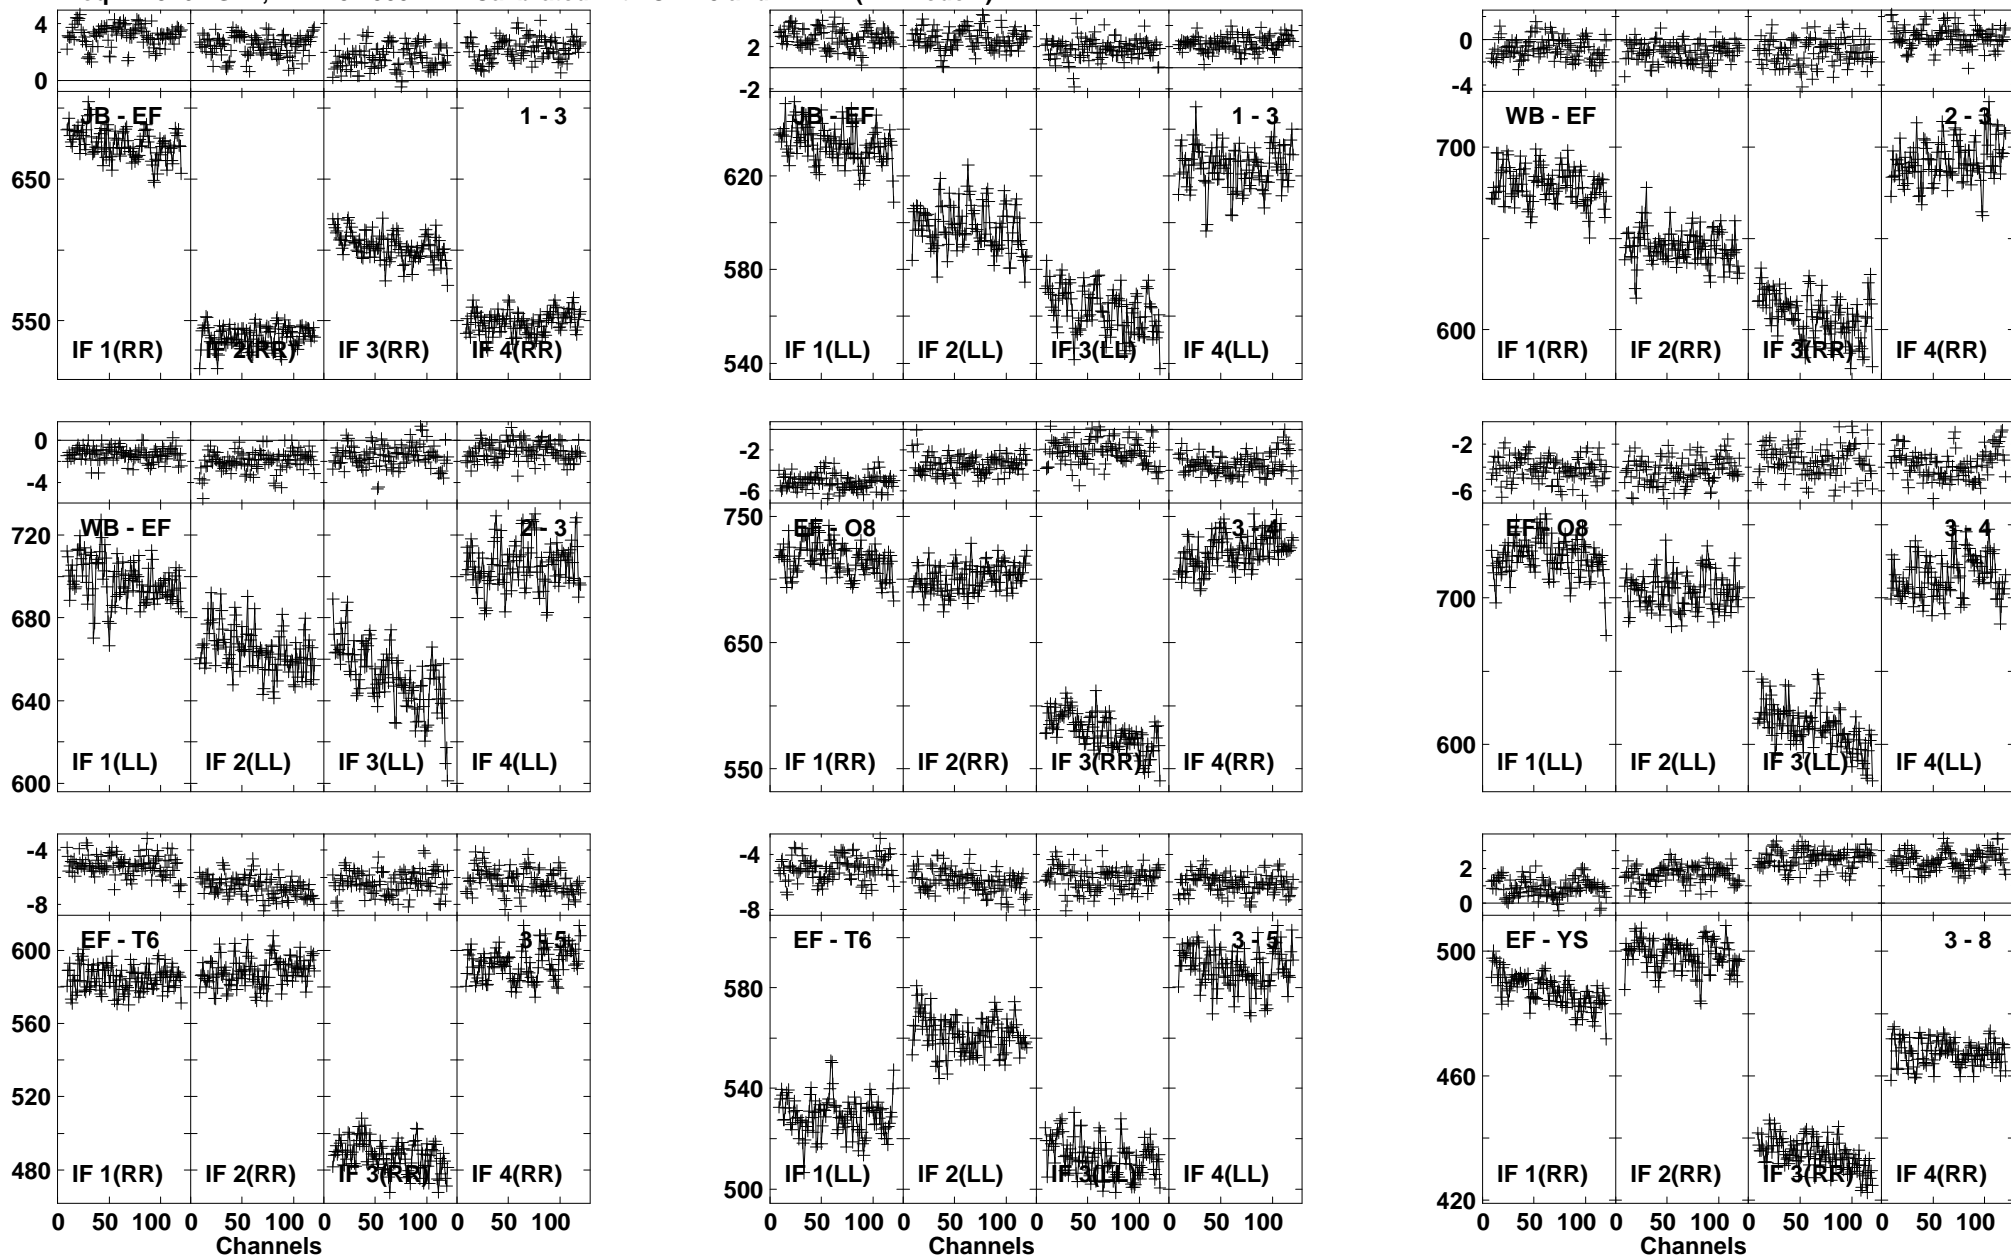 4
0
JB - EF 1 - 3
650
550
IF 1(RR) IF 2(RR) IF 3(RR) IF 4(RR)
2
-2
JB - EF 1 - 3
620
580
540
IF 1(LL) IF 2(LL) IF 3(LL) IF 4(LL)
0
-4
WB - EF 2 - 3
700
600
IF 1(RR) IF 2(RR) IF 3(RR) IF 4(RR)
0
-4
WB - EF 2 - 3
720
680
640
600
IF 1(LL) IF 2(LL) IF 3(LL) IF 4(LL)
-2
-6
EF - O8 3 - 4
750
650
550
IF 1(RR) IF 2(RR) IF 3(RR) IF 4(RR)
-2
-6
EF - O8 3 - 4
700
600
IF 1(LL) IF 2(LL) IF 3(LL) IF 4(LL)
-4
-8
EF - T6 3 - 5
600
560
520
480
IF 1(RR) IF 2(RR) IF 3(RR) IF 4(RR)
0 50 100 0 50 100 0 50 100 0 50 100
Channels
-4
-8
EF - T6 3 - 5
580
540
500
IF 1(LL) IF 2(LL) IF 3(LL) IF 4(LL)
0 50 100 0 50 100 0 50 100 0 50 100
Channels
2
0
EF - YS 3 - 8
500
460
420
IF 1(RR) IF 2(RR) IF 3(RR) IF 4(RR)
0 50 100 0 50 100 0 50 100 0 50 100
Channels